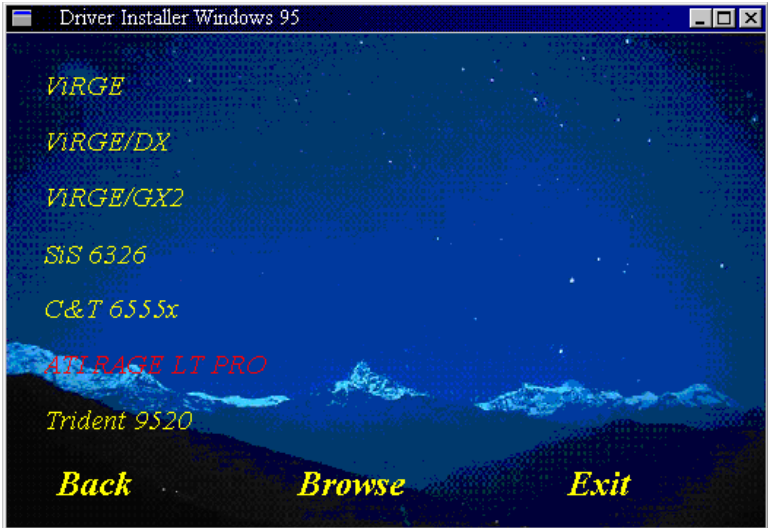 Driver Installer Windows 95
ViRGE
ViRGE/DX
ViRGE/GX2
SiS 6326
C&T 6555x
ATI RAGE LT PRO
Trident 9520
Back Browse Exit